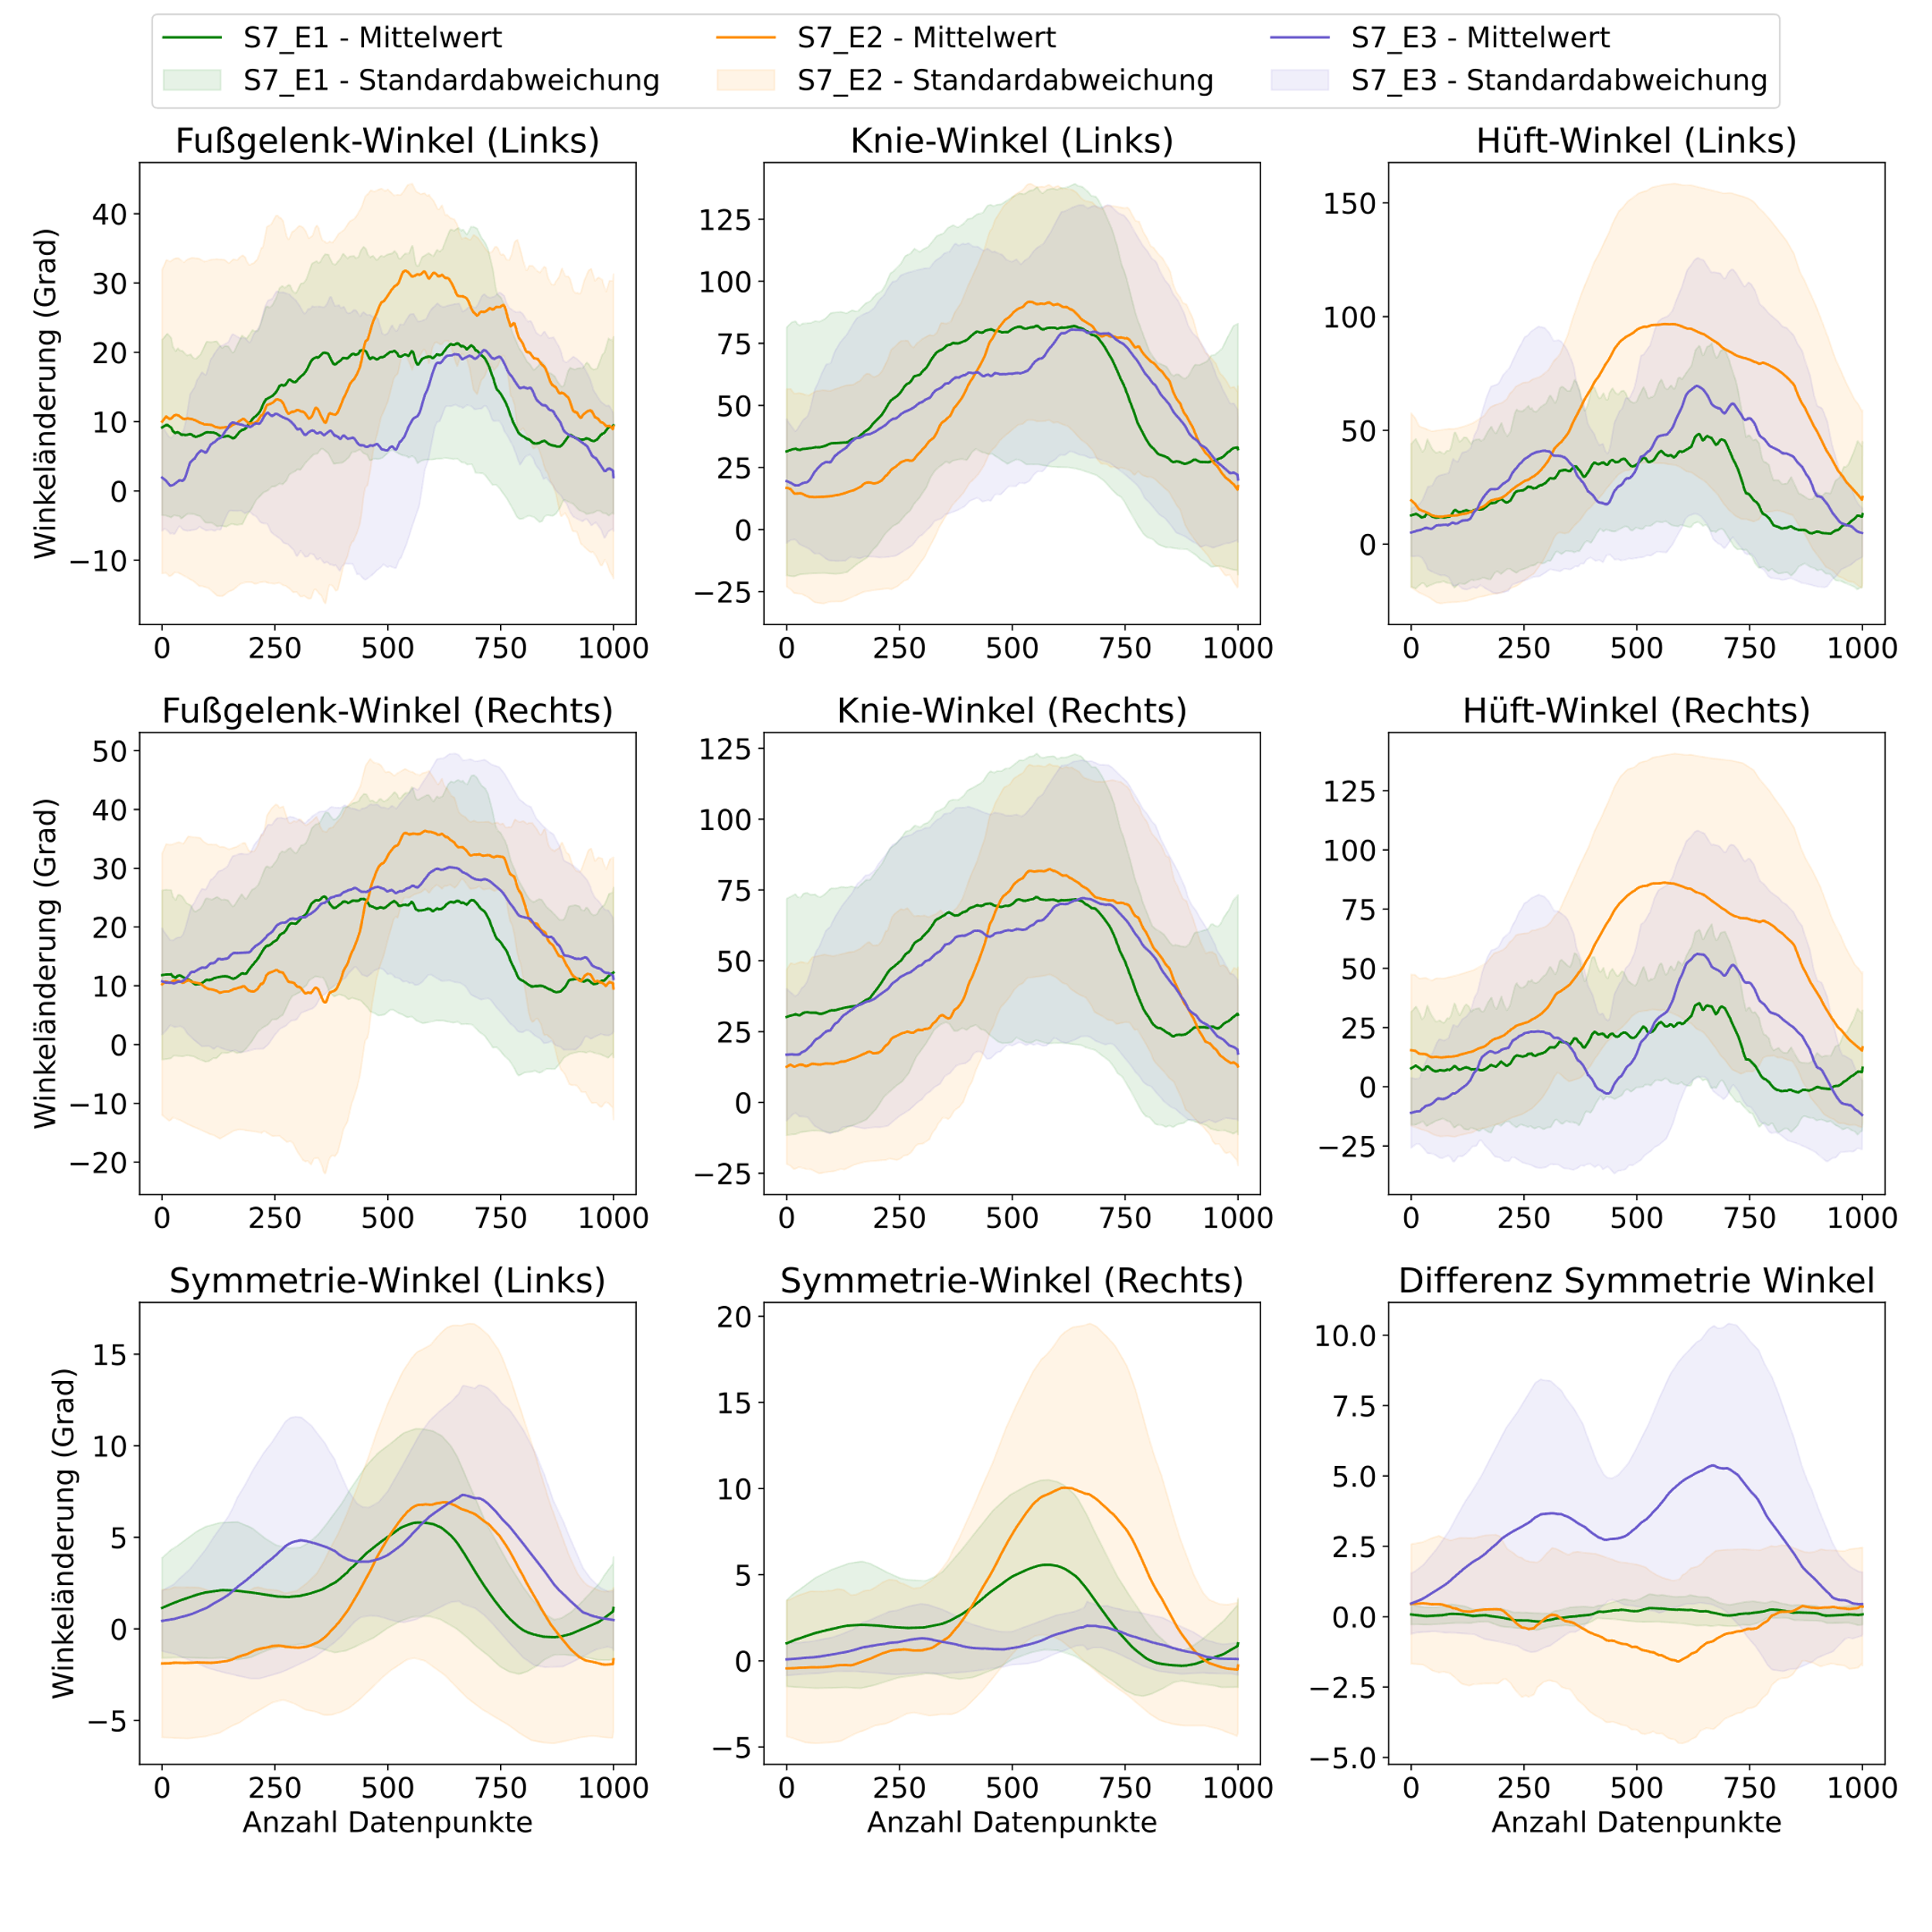 S7_E1 - Mittelwert S7_E2 - Mittelwert S7_E3 - Mittelwert
S7_E1 - Standardabweichung S7_E2 - Standardabweichung S7_E3 - Standardabweichung
Fußgelenk-Winkel (Links) Knie-Winkel (Links) Hüft-Winkel (Links)
Winkeländerung (Grad)
40
30
20
10
0
−10
0 250 500 750 1000
125
100
75
50
25
0
−25
0 250 500 750 1000
150
100
50
0
0 250 500 750 1000
Fußgelenk-Winkel (Rechts) Knie-Winkel (Rechts) Hüft-Winkel (Rechts)
Winkeländerung (Grad)
50
40
30
20
10
0
−10
−20
0 250 500 750 1000
125
100
75
50
25
0
−25
0 250 500 750 1000
125
100
75
50
25
0
−25
0 250 500 750 1000
Symmetrie-Winkel (Links) Symmetrie-Winkel (Rechts) Differenz Symmetrie Winkel
Winkeländerung (Grad)
15
10
5
0
−5
0 250 500 750 1000
Anzahl Datenpunkte
20
15
10
5
0
−5
0 250 500 750 1000
Anzahl Datenpunkte
10.0
7.5
5.0
2.5
0.0
−2.5
−5.0
0 250 500 750 1000
Anzahl Datenpunkte